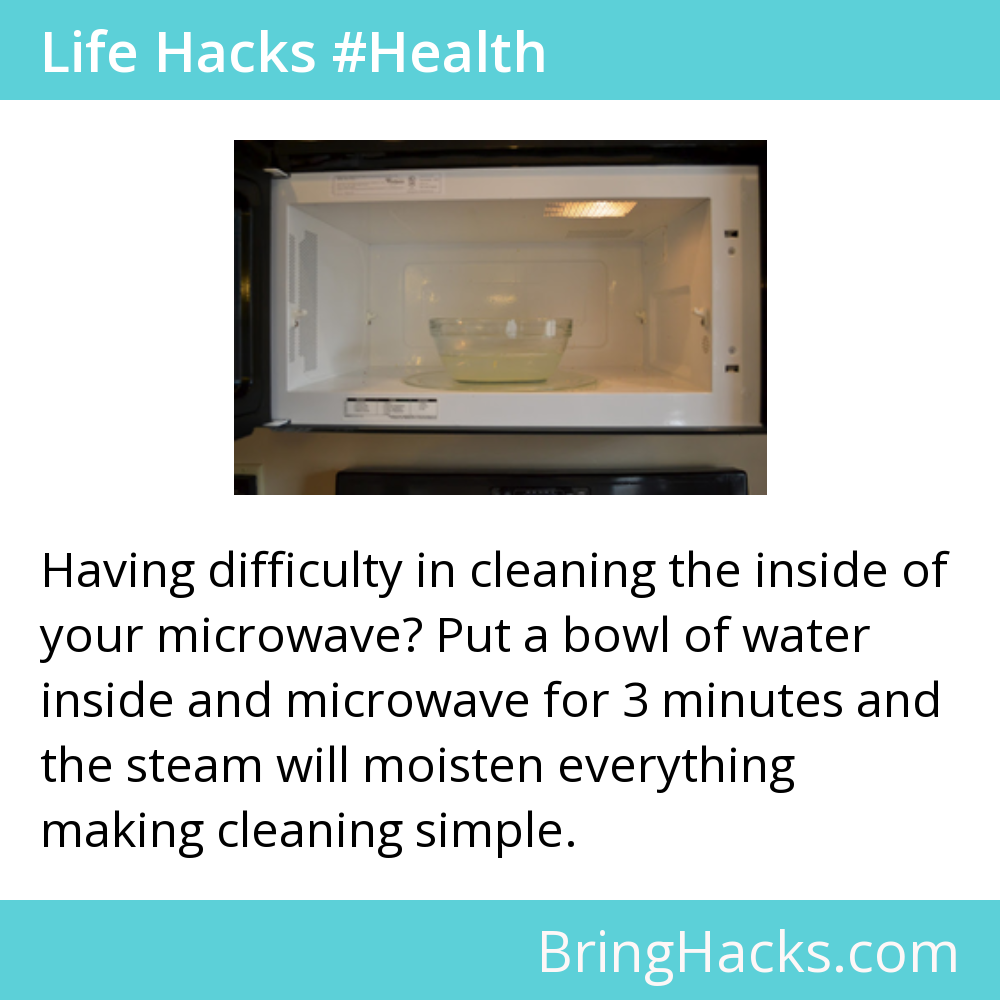 Life Hacks #Health
Having difficulty in cleaning the inside of
your microwave? Put a bowl of water
inside and microwave for 3 minutes and
the steam will moisten everything
making cleaning simple.
BringHacks.com